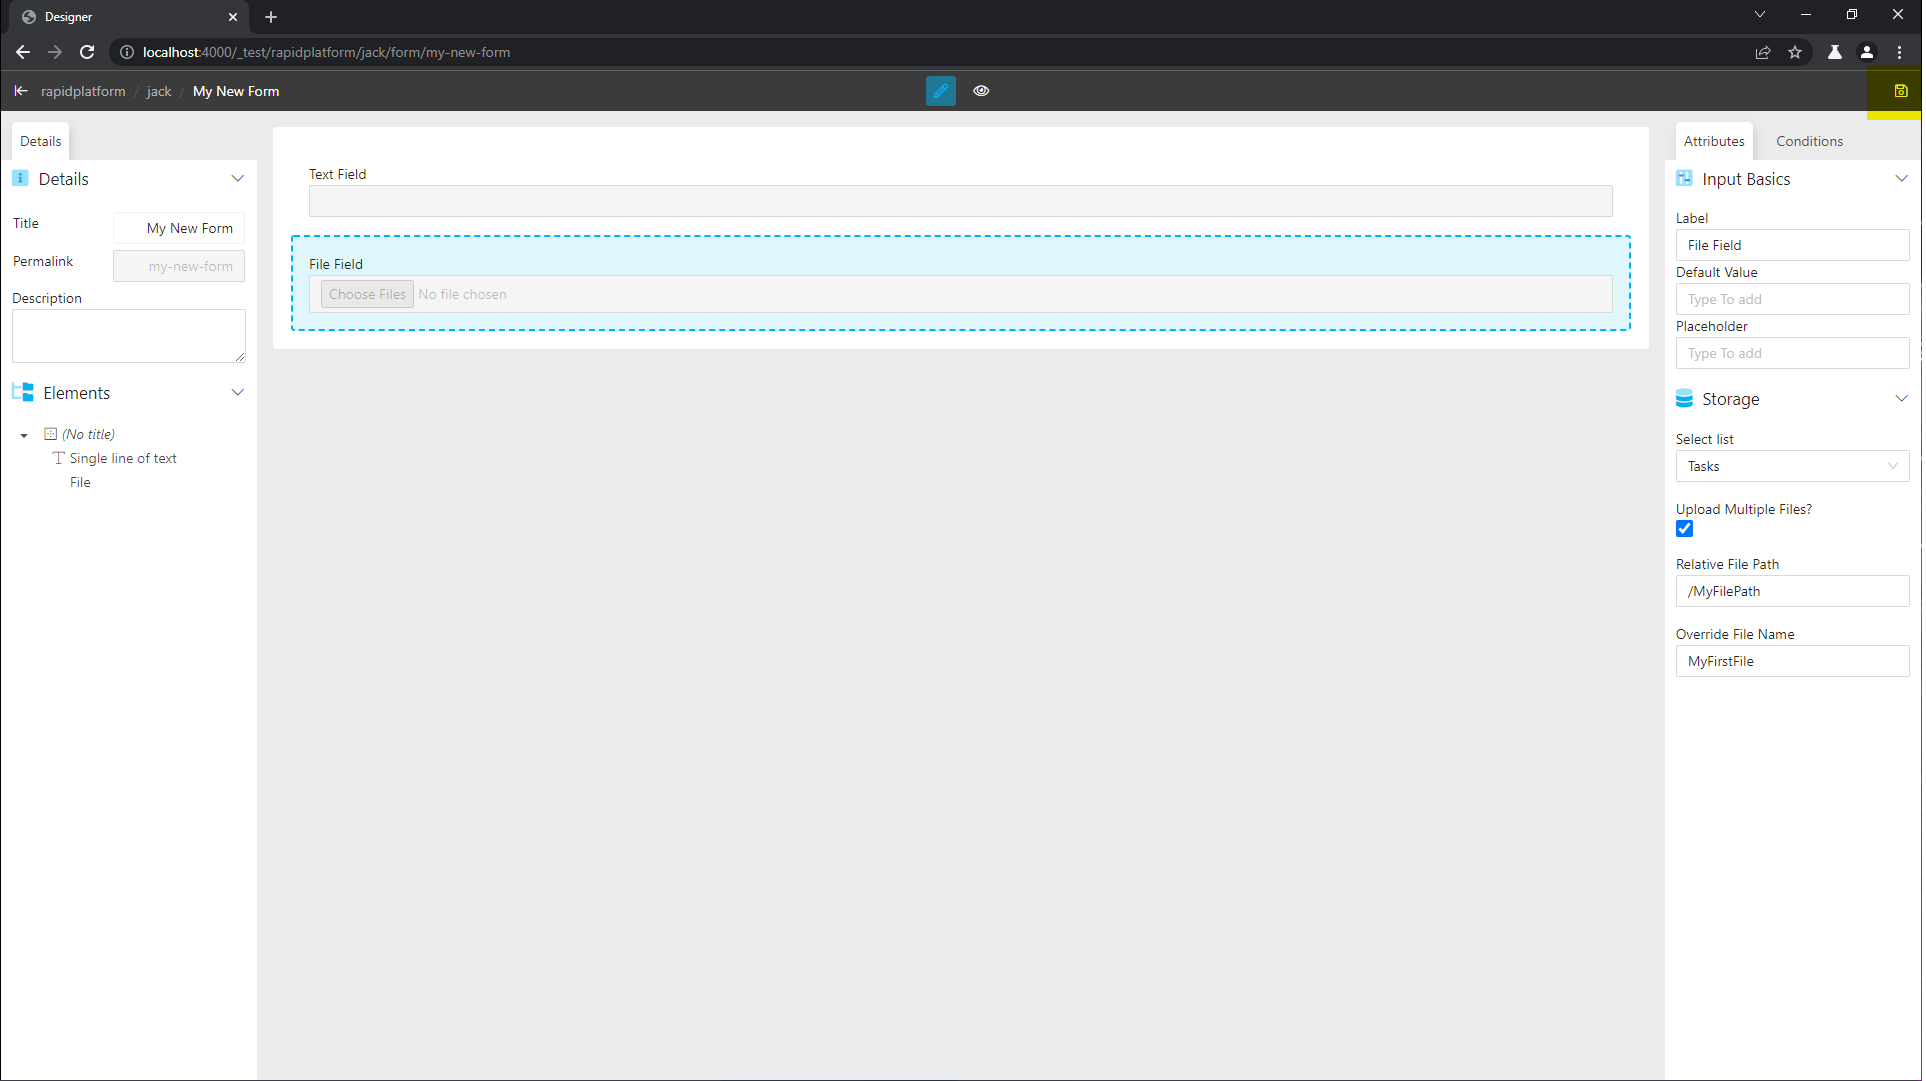 Designer
localhost:4000/_test/rapidplatform/jack/form/my-new-form
rapidplatform / jack / My New Form
Details
Details
Title
My New Form
Permalink
my-new-form
Description
Elements
(No title)
Single line of text
File
Text Field
File Field
Choose Files No file chosen
Attributes
Conditions
Input Basics
Label
File Field
Default Value
Type To add
Placeholder
Type To add
Storage
Select list
Tasks
Upload Multiple Files?
Relative File Path
/MyFilePath
Override File Name
MyFirstFile